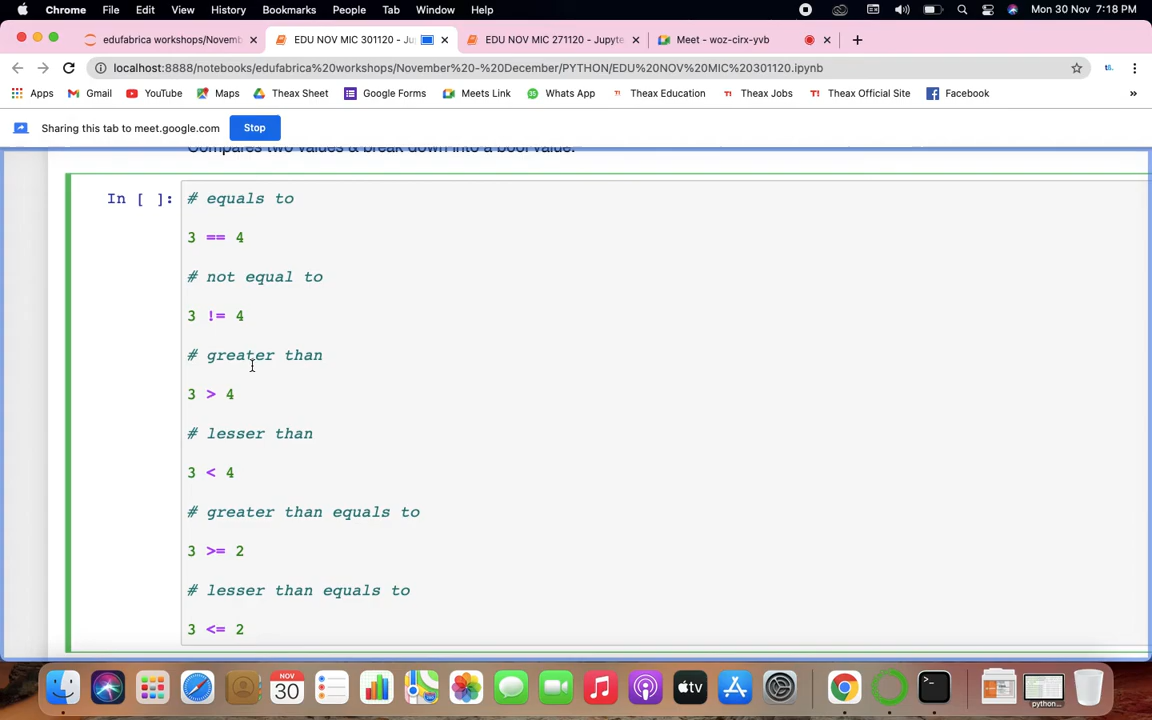 Chrome File Edit View History Bookmarks People Tab Window Help Mon 30 Nov 7:18 PM
edufabrica workshops/Novemb EDU NOV MIC 301120 - Ju EDU NOV MIC 271120 - Jupyte Meet - woz-cirx-yvb
localhost:8888/notebooks/edufabrica%20workshops/November%20-%20December/PYTHON/EDU%20NOV%20MIC%20301120.ipynb
Apps Gmail YouTube Maps Theax Sheet Google Forms Meets Link Whats App Theax Education Theax Jobs Theax Official Site Facebook »
Sharing this tab to meet.google.com Stop
Compares two values & break down into a bool value.
In [ ]: # equals to
3 == 4
# not equal to
3 != 4
# greater than
3 > 4
# lesser than
3 < 4
# greater than equals to
3 >= 2
# lesser than equals to
3 <= 2
NOV
30
python...